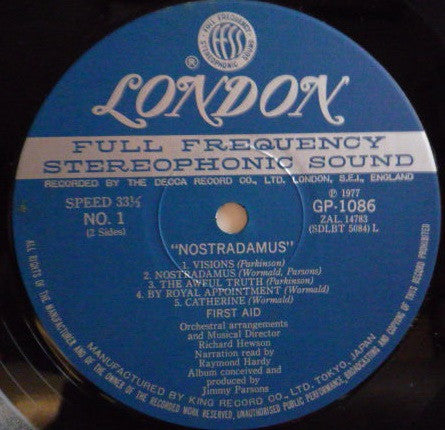 FULL FREQUENCY
STEREOPHONIC SOUND
ffss
®
LONDON
FULL FREQUENCY
STEREOPHONIC SOUND
RECORDED BY THE DECCA RECORD CO., LTD. LONDON, S.E.I., ENGLAND
SPEED 33⅓
NO. 1
(2 Sides)
℗ 1977
GP-1086
ZAL. 14783
(SDLBT 5084) L
"NOSTRADAMUS"
1. VISIONS (Parkinson)
2. NOSTRADAMUS (Wormald, Parsons)
3. THE AWFUL TRUTH (Parkinson)
4. BY ROYAL APPOINTMENT (Wormald)
5. CATHERINE (Wormald)
FIRST AID
Orchestral arrangements
and Musical Director
Richard Hewson
Narration read by
Raymond Hardy
Album conceived and
produced by
Jimmy Parsons
MANUFACTURED BY KING RECORD CO., LTD. TOKYO, JAPAN
ALL RIGHTS OF THE MANUFACTURER AND OF THE OWNER OF THE RECORDED WORK RESERVED, UNAUTHORISED PUBLIC PERFORMANCE, BROADCASTING AND COPYING OF THIS RECORD PROHIBITED